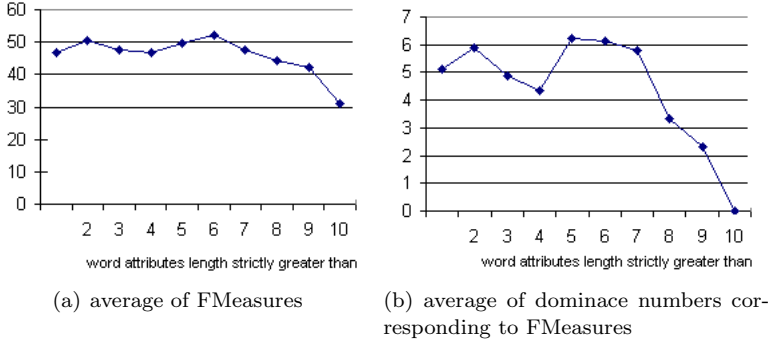 60
50
40
30
20
10
0
2 3 4 5 6 7 8 9 10
word attributes length strictly greater than
(a) average of FMeasures
7
6
5
4
3
2
1
0
2 3 4 5 6 7 8 9 10
word attributes length strictly greater than
(b) average of dominace numbers cor-
responding to FMeasures